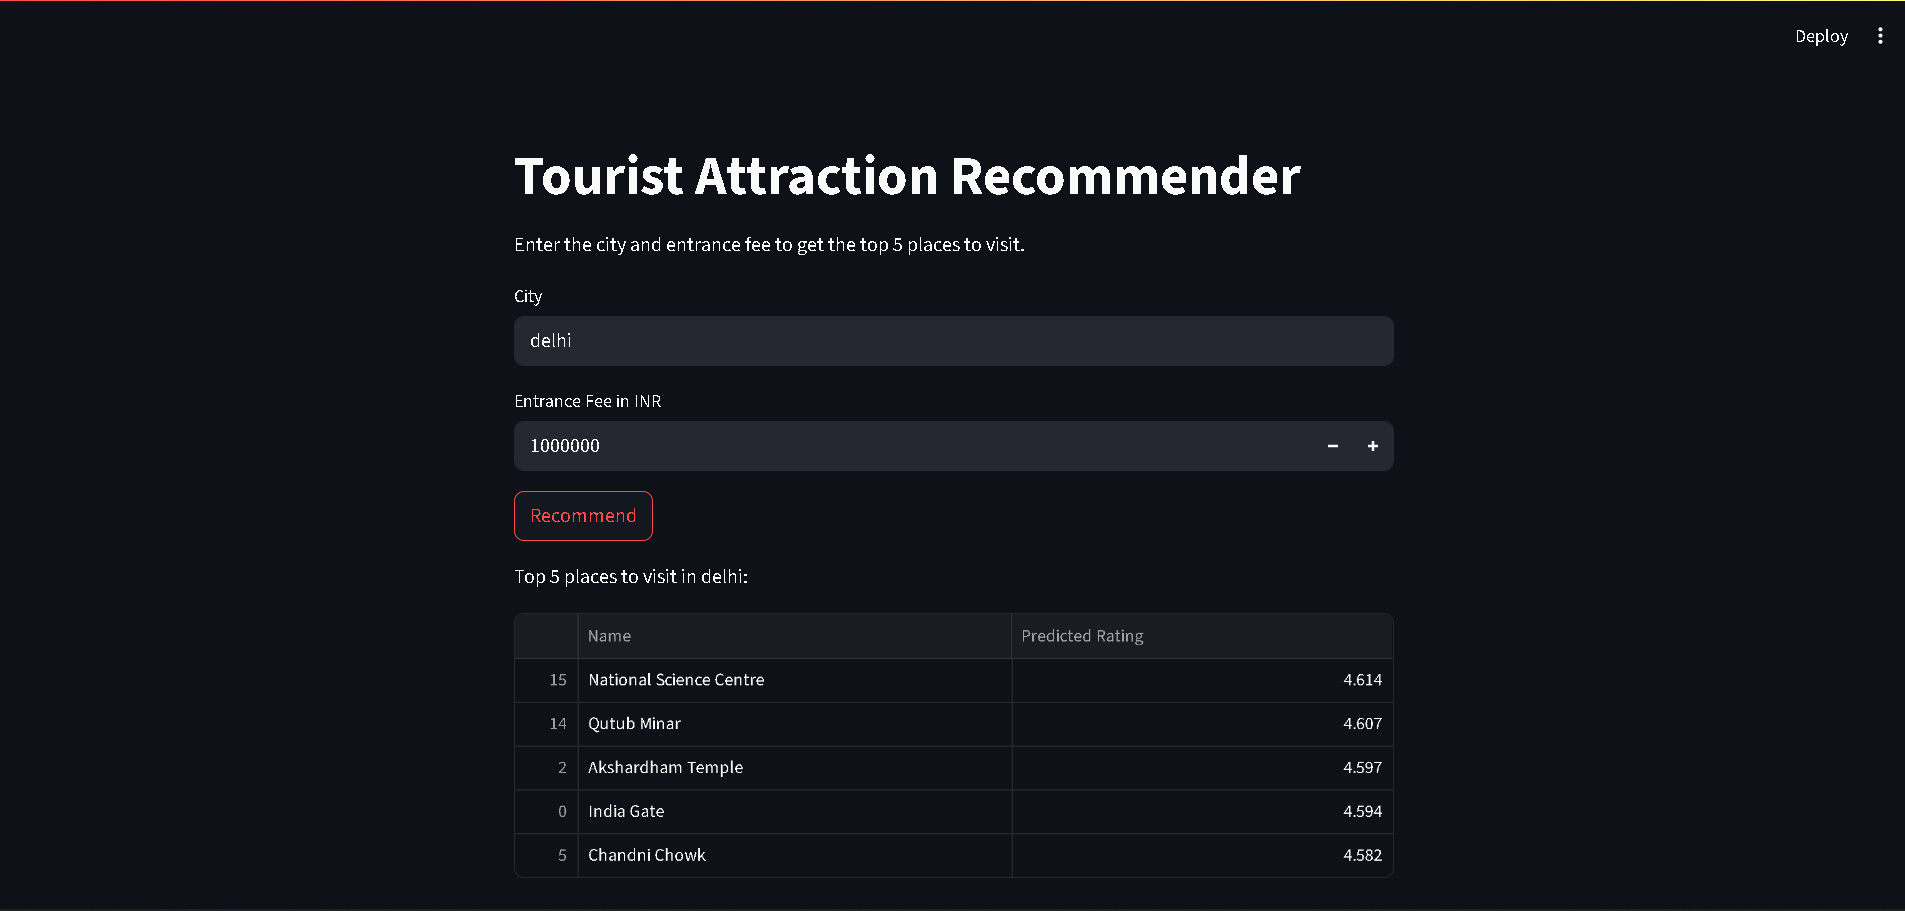 Deploy
Tourist Attraction Recommender
Enter the city and entrance fee to get the top 5 places to visit.
City
delhi
Entrance Fee in INR
1000000
Recommend
Top 5 places to visit in delhi:
Name Predicted Rating
15 National Science Centre 4.614
14 Qutub Minar 4.607
2 Akshardham Temple 4.597
0 India Gate 4.594
5 Chandni Chowk 4.582